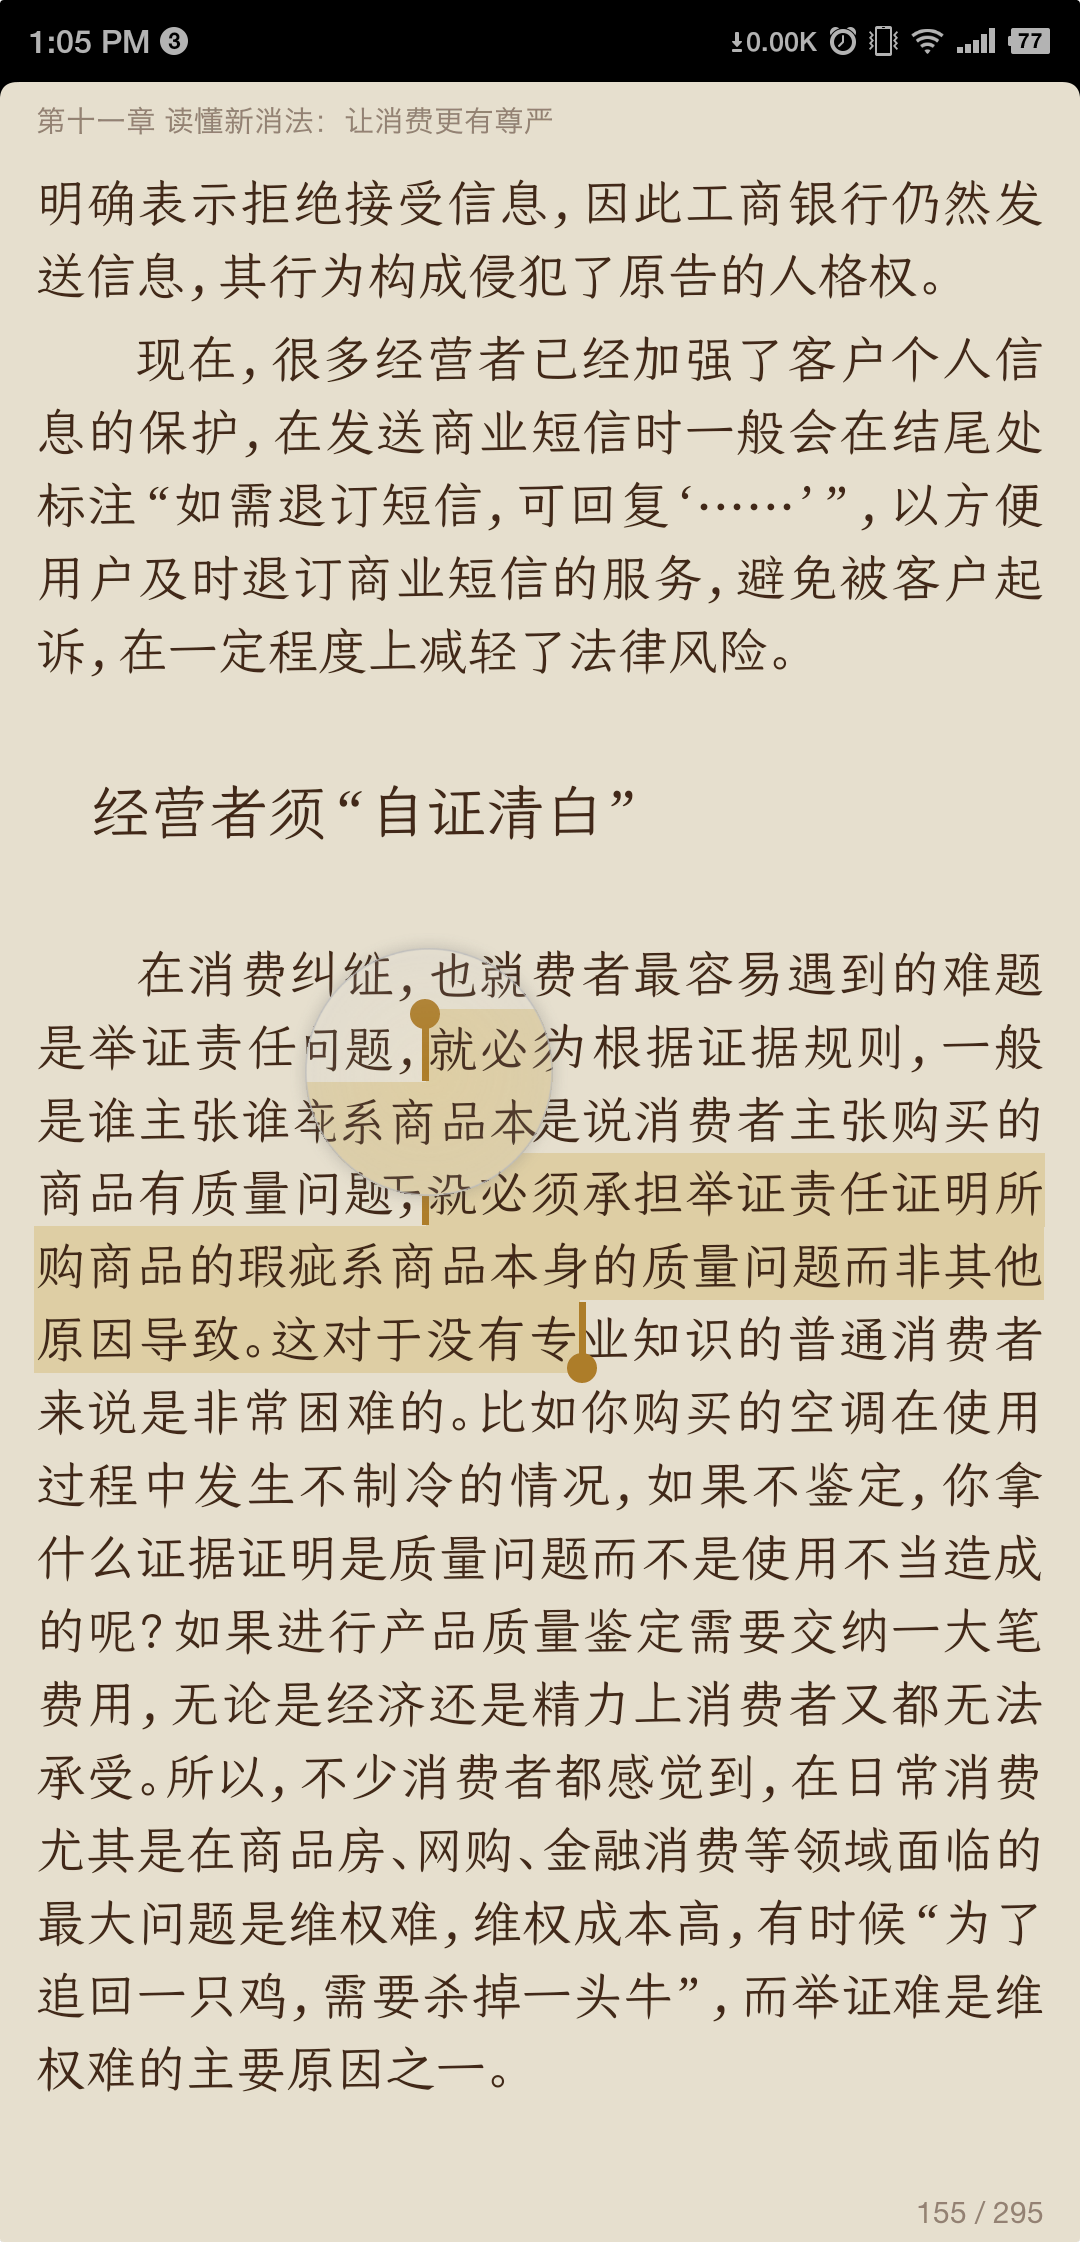 1:05 PM 3 0.00K 77
第十一章 读懂新消法：让消费更有尊严
明确表示拒绝接受信息，因此工商银行仍然发
送信息，其行为构成侵犯了原告的人格权。
现在，很多经营者已经加强了客户个人信
息的保护，在发送商业短信时一般会在结尾处
标注“如需退订短信，可回复‘……’”，以方便
用户及时退订商业短信的服务，避免被客户起
诉，在一定程度上减轻了法律风险。
经营者须“自证清白”
在消费纠 ，也就费者最容易遇到的难题
是举证责任问题，就必为根据证据规则，一般
是谁主张谁 系商品本是说消费者主张购买的
商品有质量问题，必须承担举证责任证明所
购商品的瑕疵系商品本身的质量问题而非其他
原因导致。这对于没有专业知识的普通消费者
来说是非常困难的。比如你购买的空调在使用
过程中发生不制冷的情况，如果不鉴定，你拿
什么证据证明是质量问题而不是使用不当造成
的呢？如果进行产品质量鉴定需要交纳一大笔
费用，无论是经济还是精力上消费者又都无法
承受。所以，不少消费者都感觉到，在日常消费
尤其是在商品房、网购、金融消费等领域面临的
最大问题是维权难，维权成本高，有时候“为了
追回一只鸡，需要杀掉一头牛”，而举证难是维
权难的主要原因之一。
155 / 295